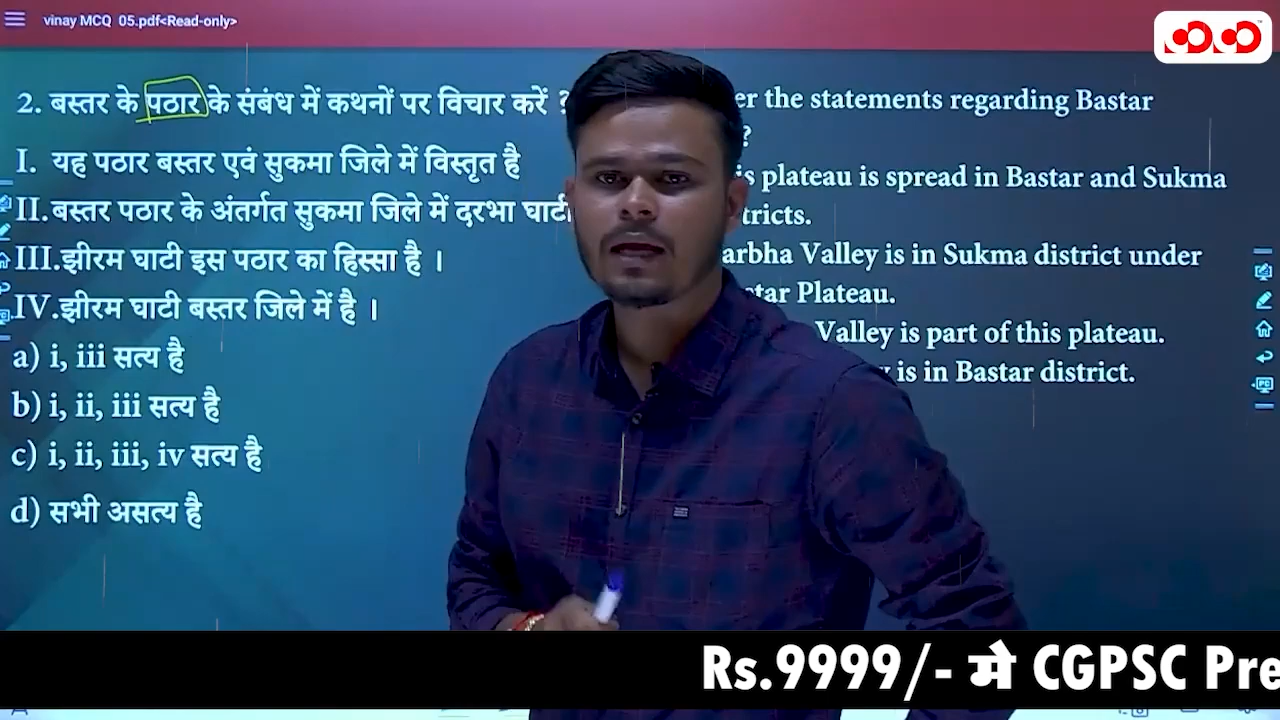 vinay MCQ 05.pdf<Read-only>
2. बस्तर के पठार के संबंध में कथनों पर विचार करें ?
I. यह पठार बस्तर एवं सुकमा जिले में विस्तृत है
II.बस्तर पठार के अंतर्गत सुकमा जिले में दरभा घाटी
III.झीरम घाटी इस पठार का हिस्सा है ।
IV.झीरम घाटी बस्तर जिले में है ।
a) i, iii सत्य है
b) i, ii, iii सत्य है
c) i, ii, iii, iv सत्य है
d) सभी असत्य है
the statements regarding Bastar
?
is plateau is spread in Bastar and Sukma
Valley is in Sukma district under
Plateau.
Valley is part of this plateau.
is in Bastar district.
Rs.9999/- मे CGPSC Pre